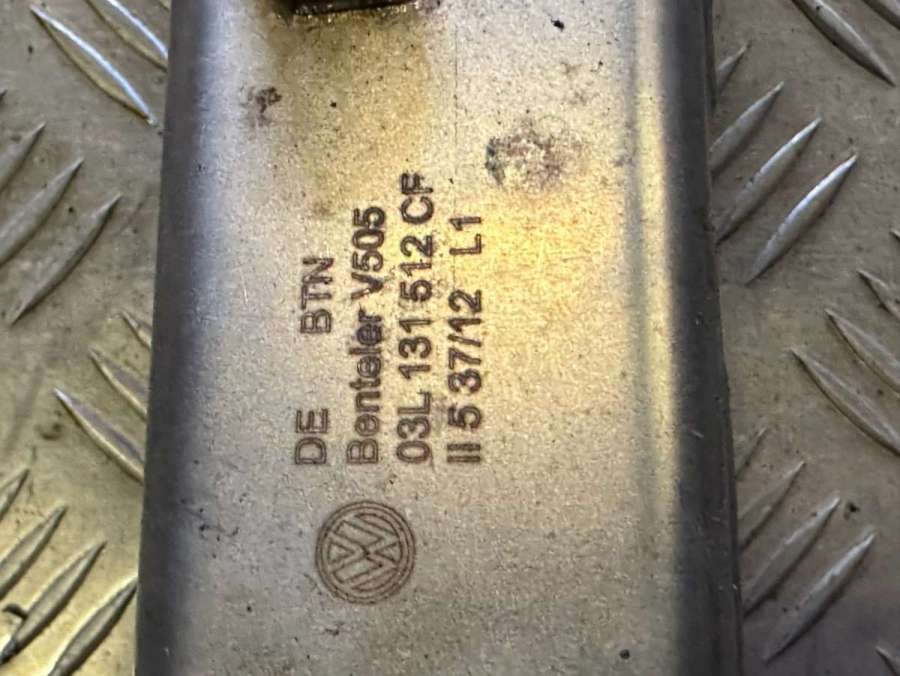 DE BTN
Benteler V505
03L 131 512 CF
II 5 37/12 L1